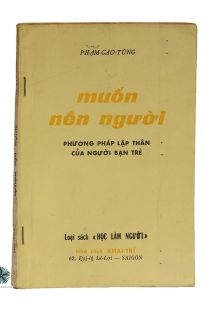 PHẠM-CAO-TÙNG
muốn
nên người
PHƯƠNG PHÁP LẬP THÂN
CỦA NGƯỜI BẠN TRẺ
Loại sách «HỌC LÀM NGƯỜI»
nhà sách KHAI-TRÍ
62, Đại-lộ Lê-Lợi — SAIGON